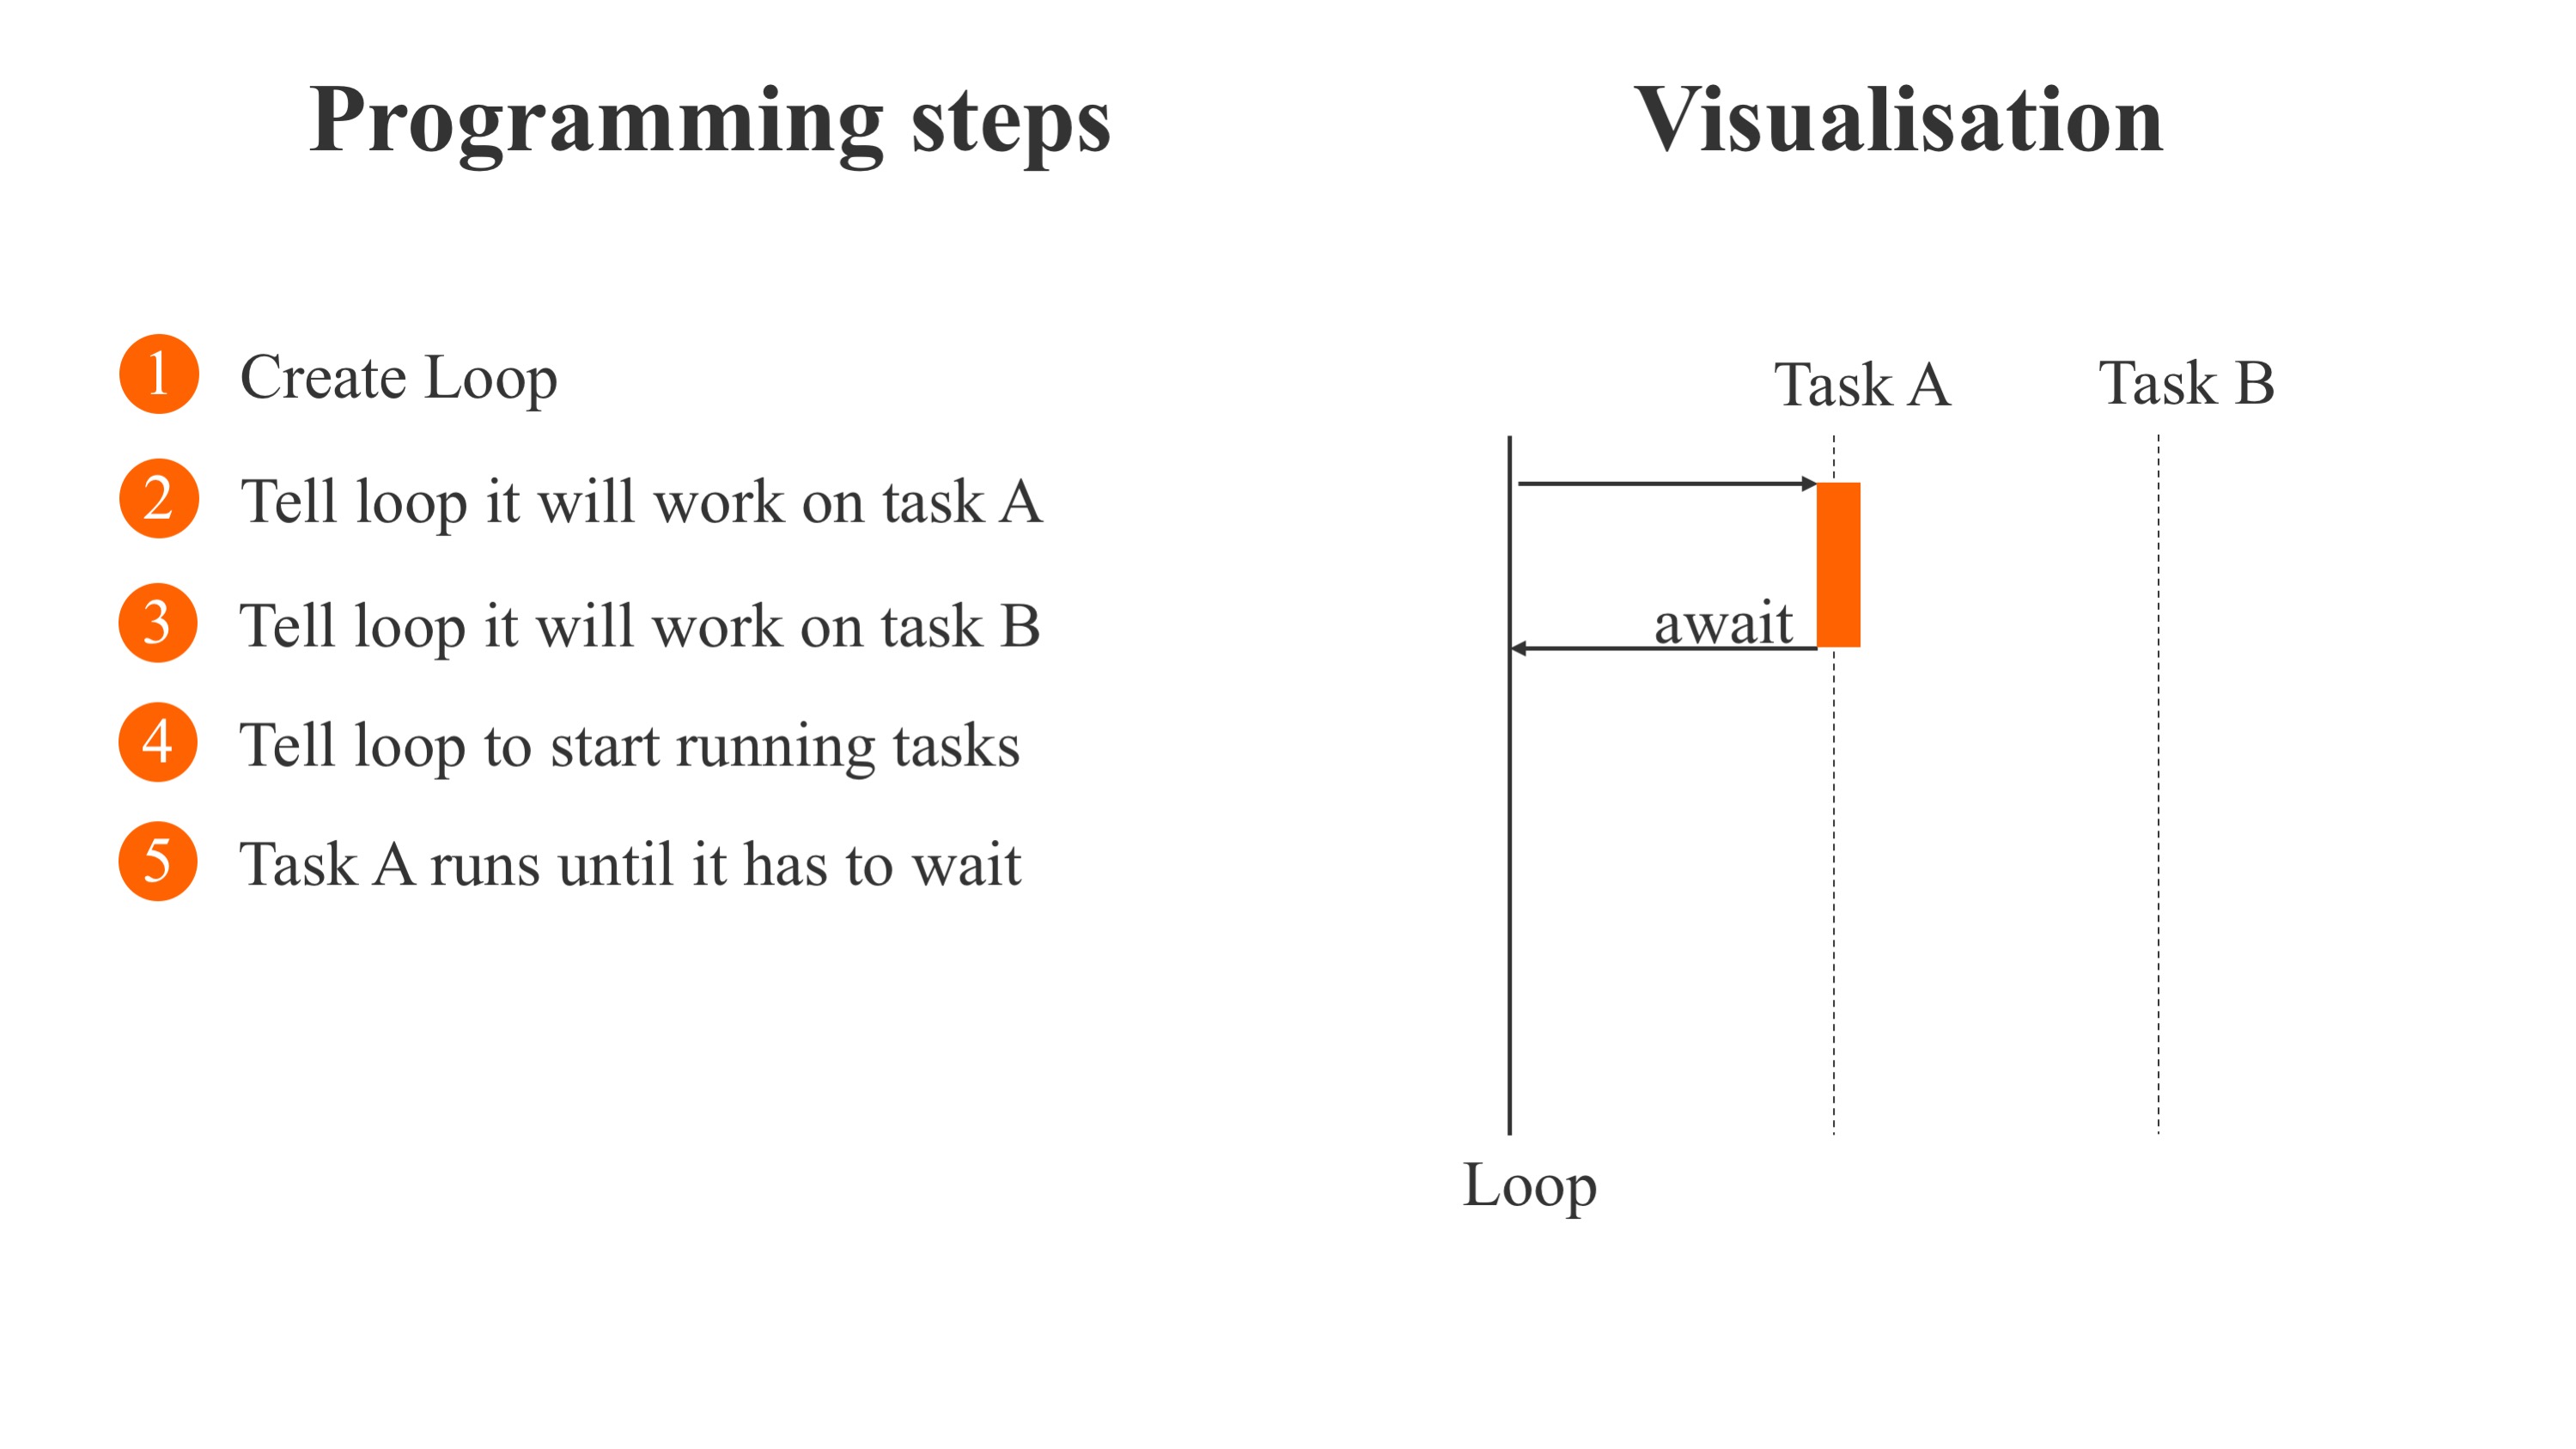 Programming steps
1 Create Loop
2 Tell loop it will work on task A
3 Tell loop it will work on task B
4 Tell loop to start running tasks
5 Task A runs until it has to wait
Visualisation
Task A
Task B
await
Loop